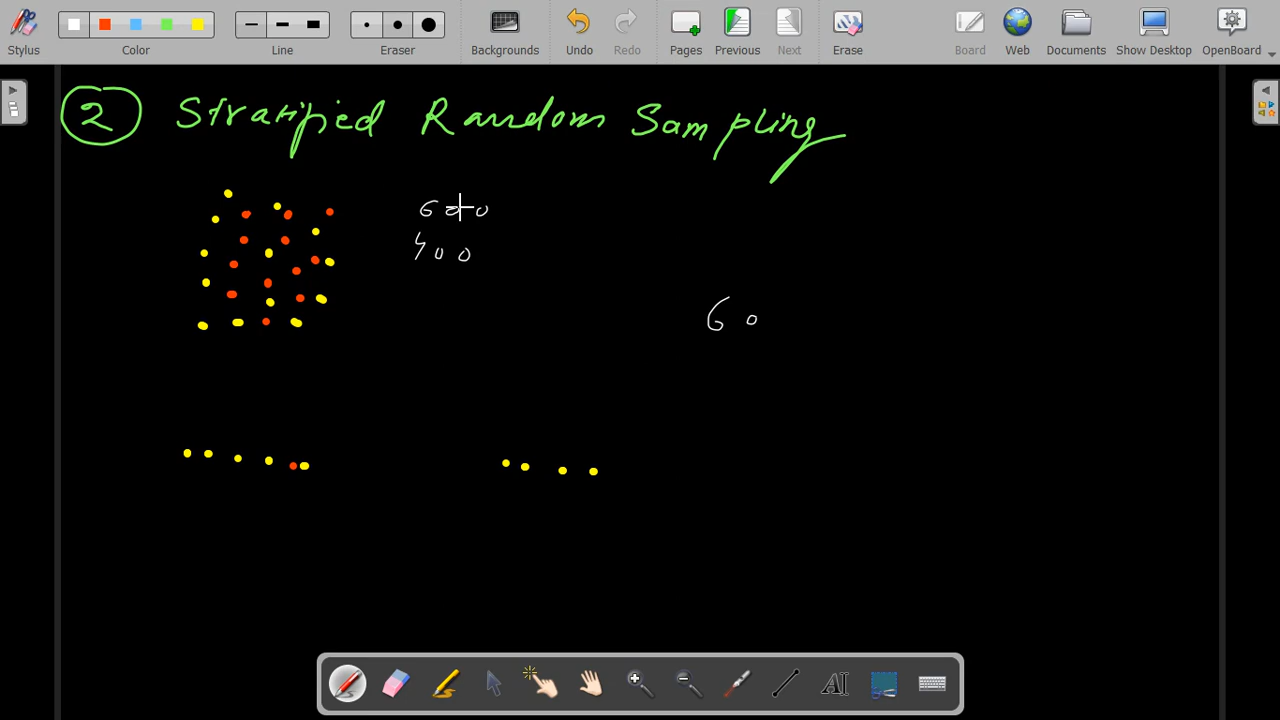 Stylus
Color
Line
Eraser
Backgrounds
Undo
Redo
Pages
Previous
Next
Erase
Board
Web
Documents
Show Desktop
OpenBoard
2 Stratified Random Sampling
600
400
60
AI